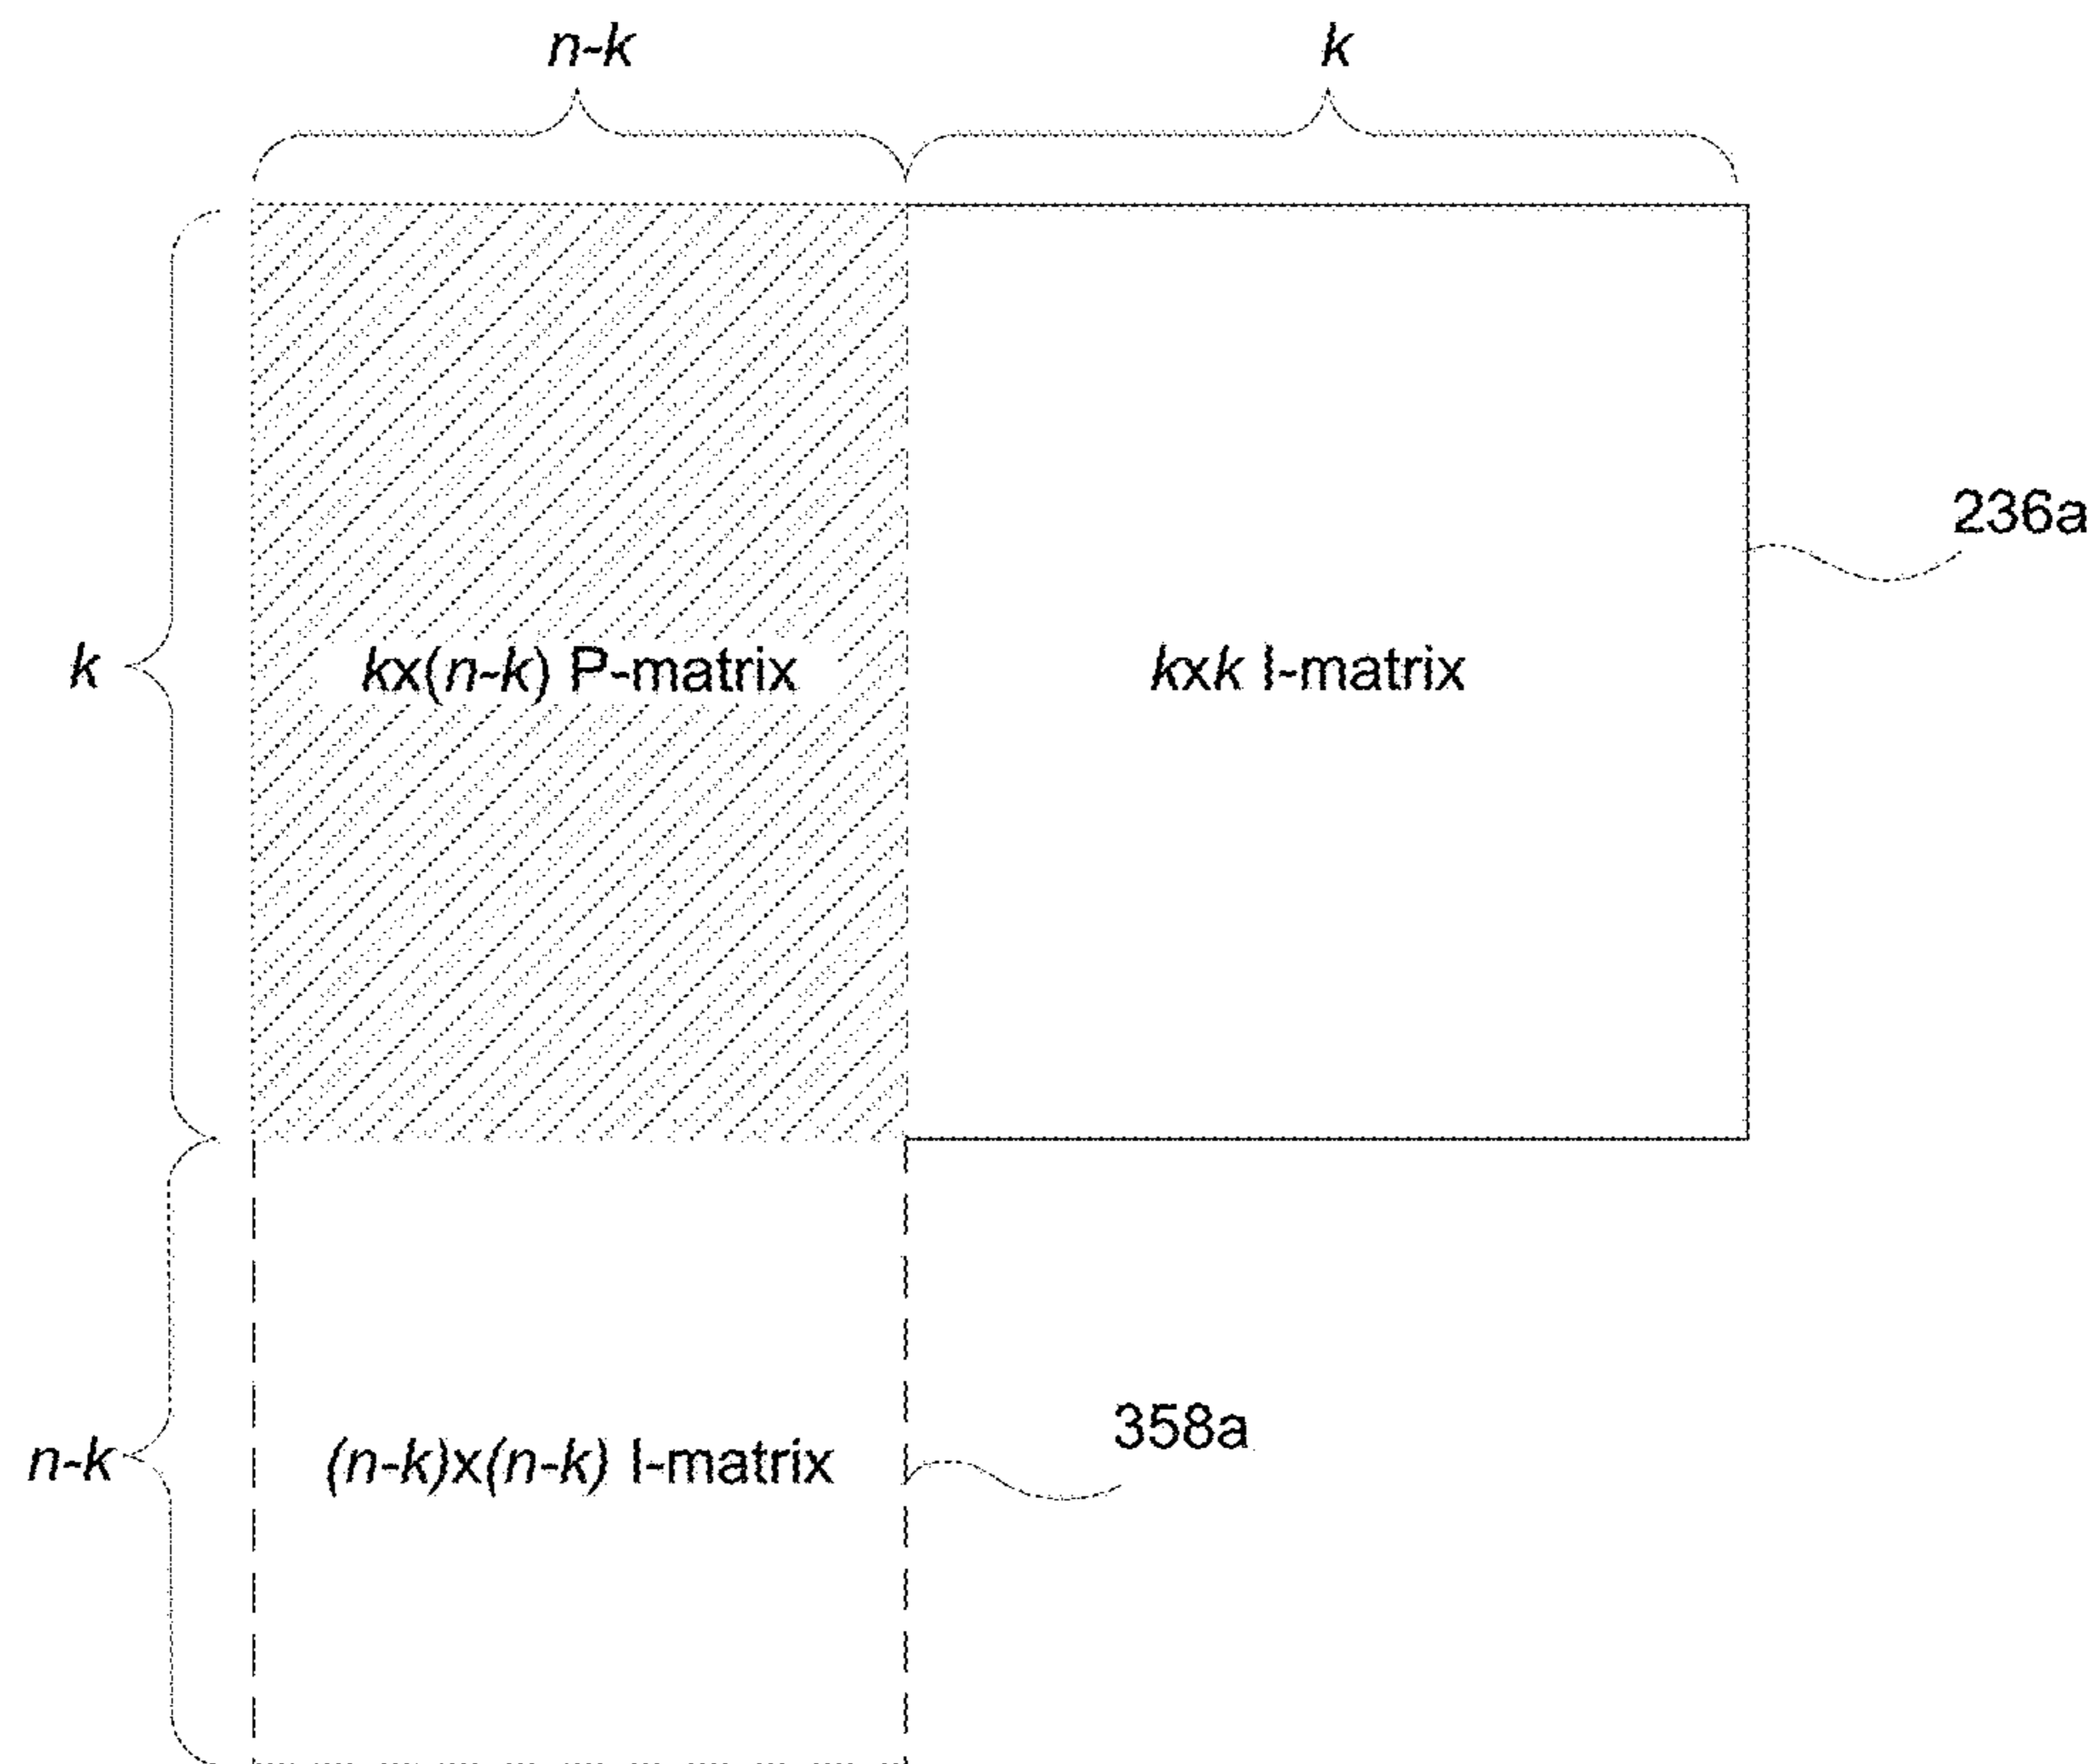 n-k
k
236a
k
kx(n-k) P-matrix
kxk I-matrix
358a
n-k
(n-k)x(n-k) I-matrix